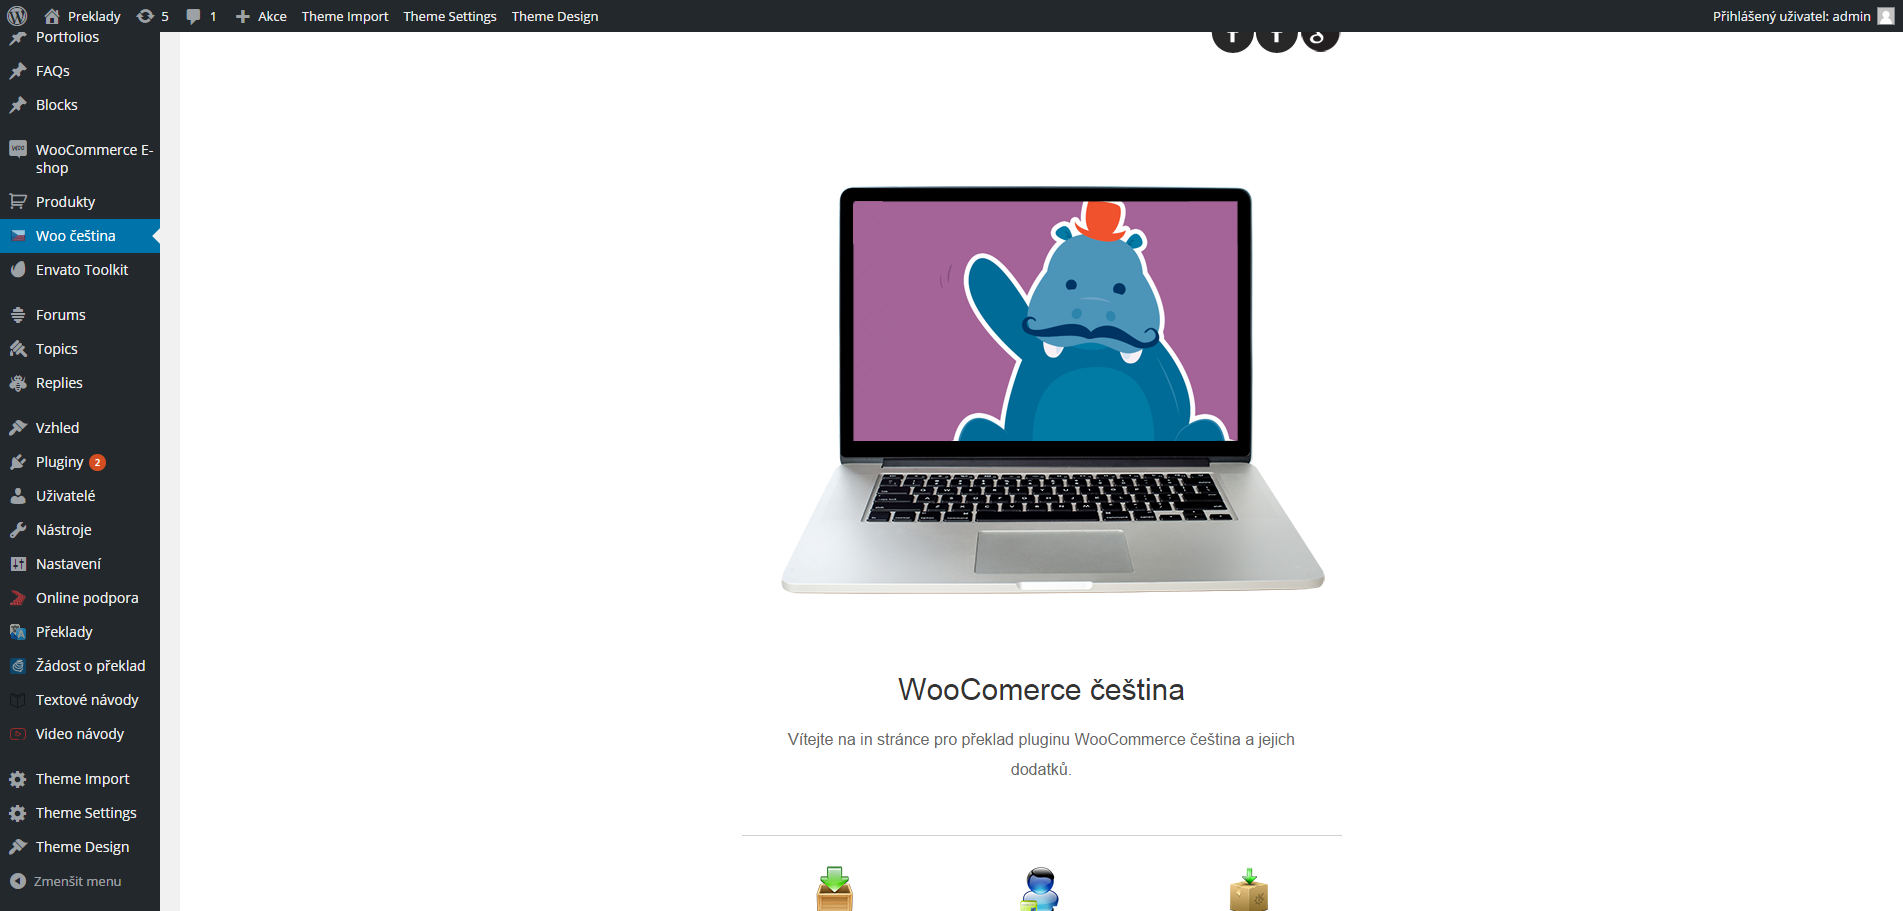 Preklady 5 1 Akce Theme Import Theme Settings Theme Design Přihlášený uživatel: admin
Portfolios
FAQs
Blocks
WooCommerce E-
shop
Produkty
Woo čeština
Envato Toolkit
Forums
Topics
Replies
Vzhled
Pluginy 2
Uživatelé
Nástroje
Nastavení
Online podpora
Překlady
Žádost o překlad
Textové návody
Video návody
Theme Import
Theme Settings
Theme Design
Zmenšit menu
WooComerce čeština
Vítejte na in stránce pro překlad pluginu WooCommerce čeština a jejich
dodatků.